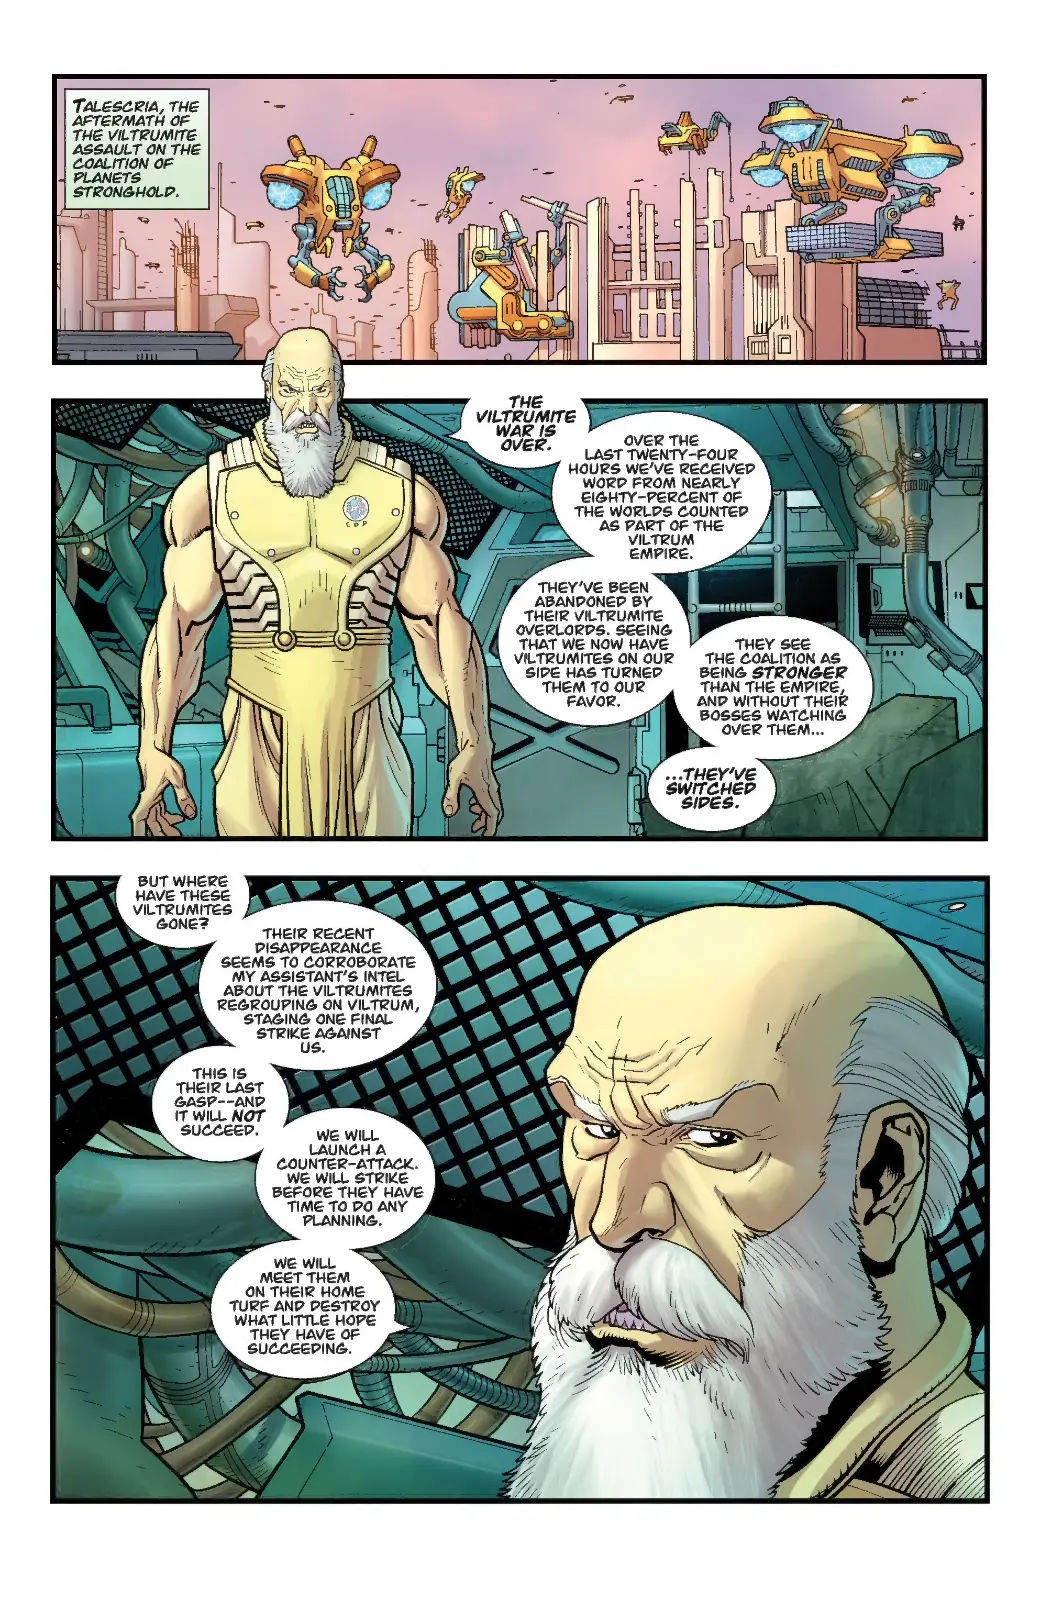 TALESCRIA, THE
AFTERMATH OF
THE VILTRUMITE
ASSAULT ON THE
COALITION OF
PLANETS
STRONGHOLD.
THE
VILTRUMITE
WAR IS
OVER.
OVER THE
LAST TWENTY-FOUR
HOURS WE'VE RECEIVED
WORD FROM NEARLY
EIGHTY-PERCENT OF
THE WORLDS COUNTED
AS PART OF THE
VILTRUM
EMPIRE.
COP
THEY'VE BEEN
ABANDONED BY
THEIR VILTRUMITE
OVERLORDS. SEEING
THAT WE NOW HAVE
VILTRUMITES ON OUR
SIDE HAS TURNED
THEM TO OUR
FAVOR.
THEY SEE
THE COALITION AS
BEING STRONGER
THAN THE EMPIRE,
AND WITHOUT THEIR
BOSSES WATCHING
OVER THEM...
...THEY'VE
SWITCHED
SIDES.
BUT WHERE
HAVE THESE
VILTRUMITES
GONE?
THEIR RECENT
DISAPPEARANCE
SEEMS TO CORROBORATE
MY ASSISTANT'S INTEL
ABOUT THE VILTRUMITES
REGROUPING ON VILTRUM,
STAGING ONE FINAL
STRIKE AGAINST
US.
THIS IS
THEIR LAST
GASP--AND
IT WILL NOT
SUCCEED.
WE WILL
LAUNCH A
COUNTER-ATTACK.
WE WILL STRIKE
BEFORE THEY HAVE
TIME TO DO ANY
PLANNING.
WE WILL
MEET THEM
ON THEIR HOME
TURF AND DESTROY
WHAT LITTLE HOPE
THEY HAVE OF
SUCCEEDING.